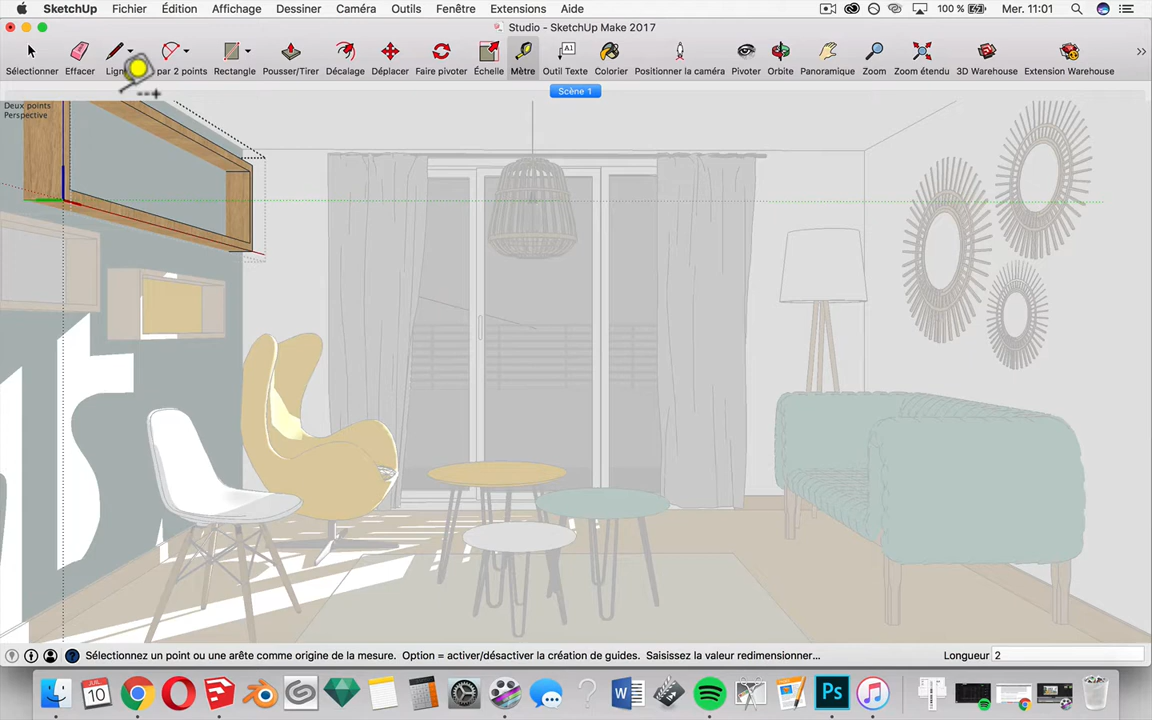 SketchUp Fichier Édition Affichage Dessiner Caméra Outils Fenêtre Extensions Aide 100 % Mer. 11:01
Studio - SketchUp Make 2017
Sélectionner Effacer Lign par 2 points Rectangle Pousser/Tirer Décalage Déplacer Faire pivoter Échelle Mètre Outil Texte Colorier Positionner la caméra Pivoter Orbite Panoramique Zoom Zoom étendu 3D Warehouse Extension Warehouse
Scène 1
Deux points
Perspective
Sélectionnez un point ou une arête comme origine de la mesure. Option = activer/désactiver la création de guides. Saisissez la valeur redimensionner... Longueur 2
JUIL.
10
W
Ps